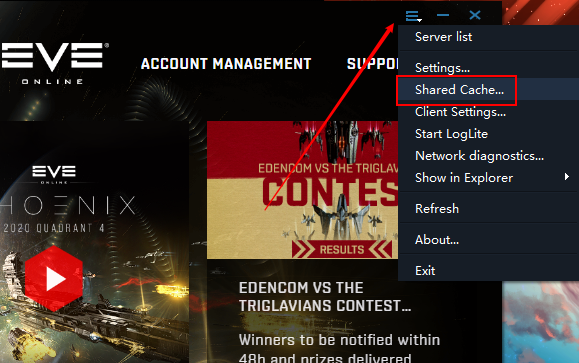 EVE
ONLINE
ACCOUNT MANAGEMENT
SUPPO
Server list
Settings...
Shared Cache...
Client Settings...
Start LogLite
Network diagnostics...
Show in Explorer
Refresh
About...
Exit
EVE
ONLINE
HOENIX
2020 QUADRANT 4
EDENCOM VS THE TRIGLAV
CONTES
RESULTS
EDENCOM VS THE
TRIGLAVIANS CONTEST...
Winners to be notified within
48h and prizes delivered